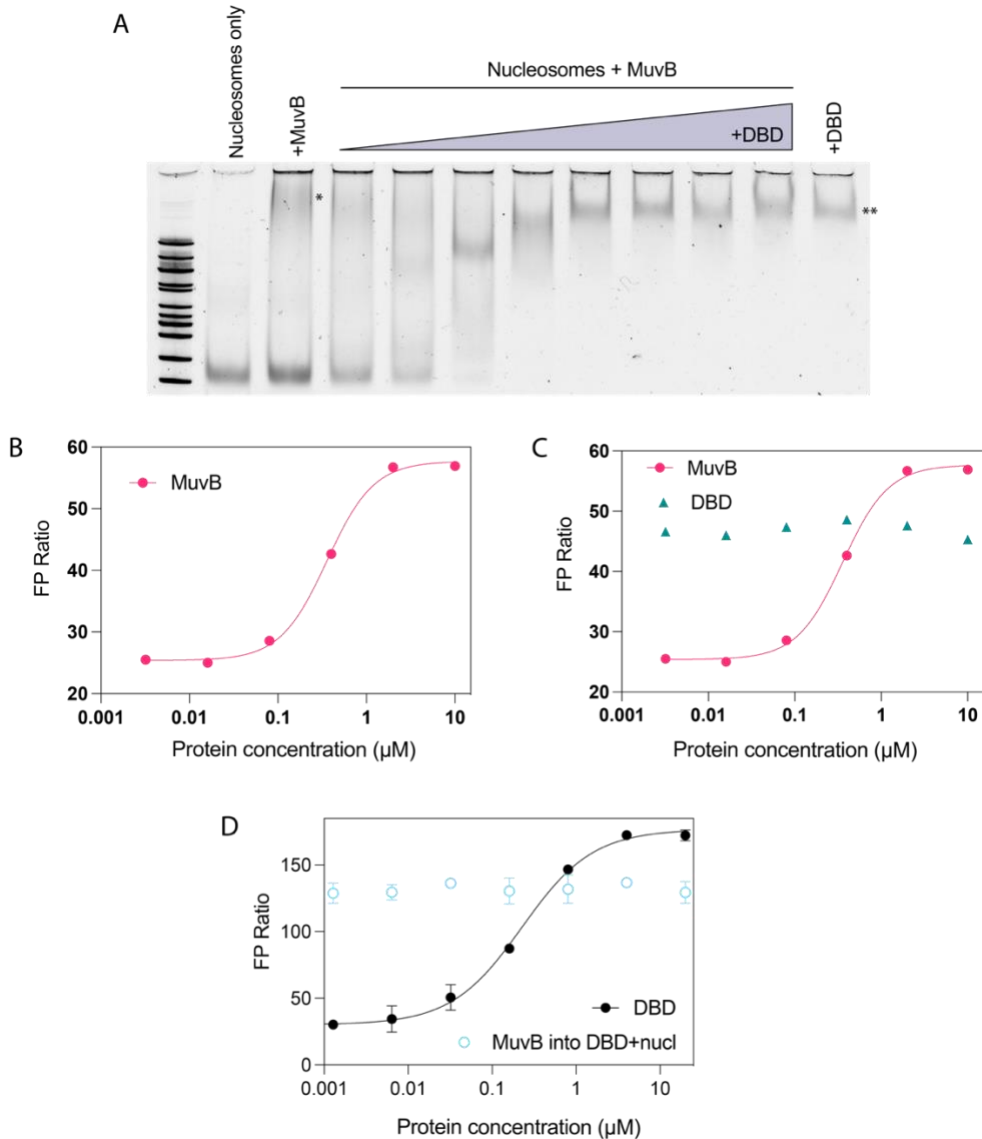 A
Nucleosomes only
+MuvB
Nucleosomes + MuvB
+DBD
+DBD
*
**
B
60
50
40
30
20
FP Ratio
MuvB
0.001
0.01
0.1
1
10
Protein concentration (μM)
C
60
50
40
30
20
FP Ratio
MuvB
DBD
0.001
0.01
0.1
1
10
Protein concentration (μM)
D
150
100
50
0
FP Ratio
DBD
MuvB into DBD+nucl
0.001
0.01
0.1
1
10
Protein concentration (μM)